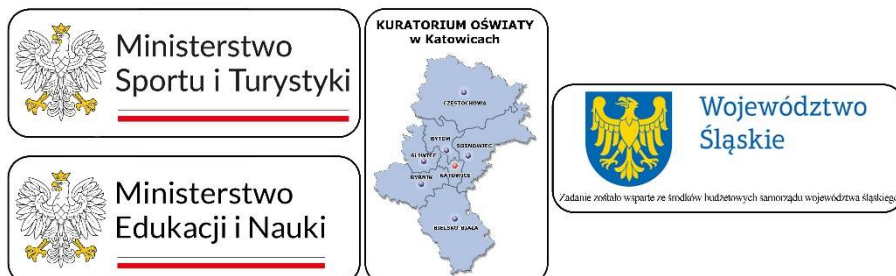 Ministerstwo
Sportu i Turystyki
Ministerstwo
Edukacji i Nauki
KURATORIUM OŚWIATY
w Katowicach
CZĘSTOCHOWA
BYTOM
GLIWICE
SOSNOWIEC
RYBNIK
KATOWICE
BIELSKO BIAŁA
Województwo
Śląskie
Zadanie zostało wsparte ze środków budżetowych samorządu województwa śląskiego